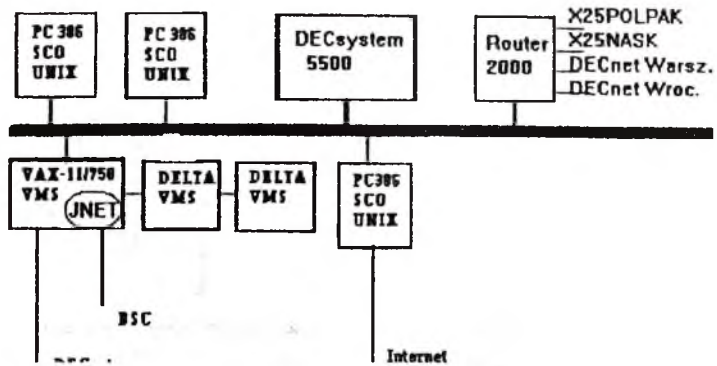 PC 386
SCO
UNIX
PC 386
SCO
UNIX
DECsystem
5500
Router
2000
X25POLPAK
X25NASK
DECnet Warsz.
DECnet Wroc.
VAX-11/750
VMS
JNET
DELTA
VMS
DELTA
VMS
PC386
SCO
UNIX
BSC
Internet